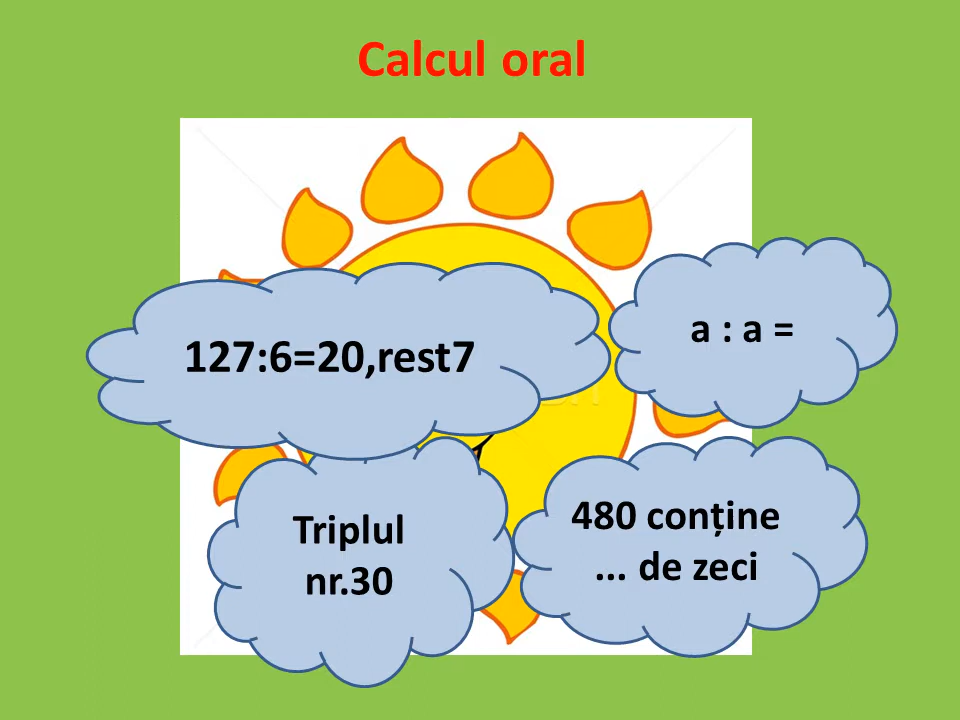 Calcul oral
127:6=20,rest7
a : a =
Triplul
nr.30
480 conține
... de zeci